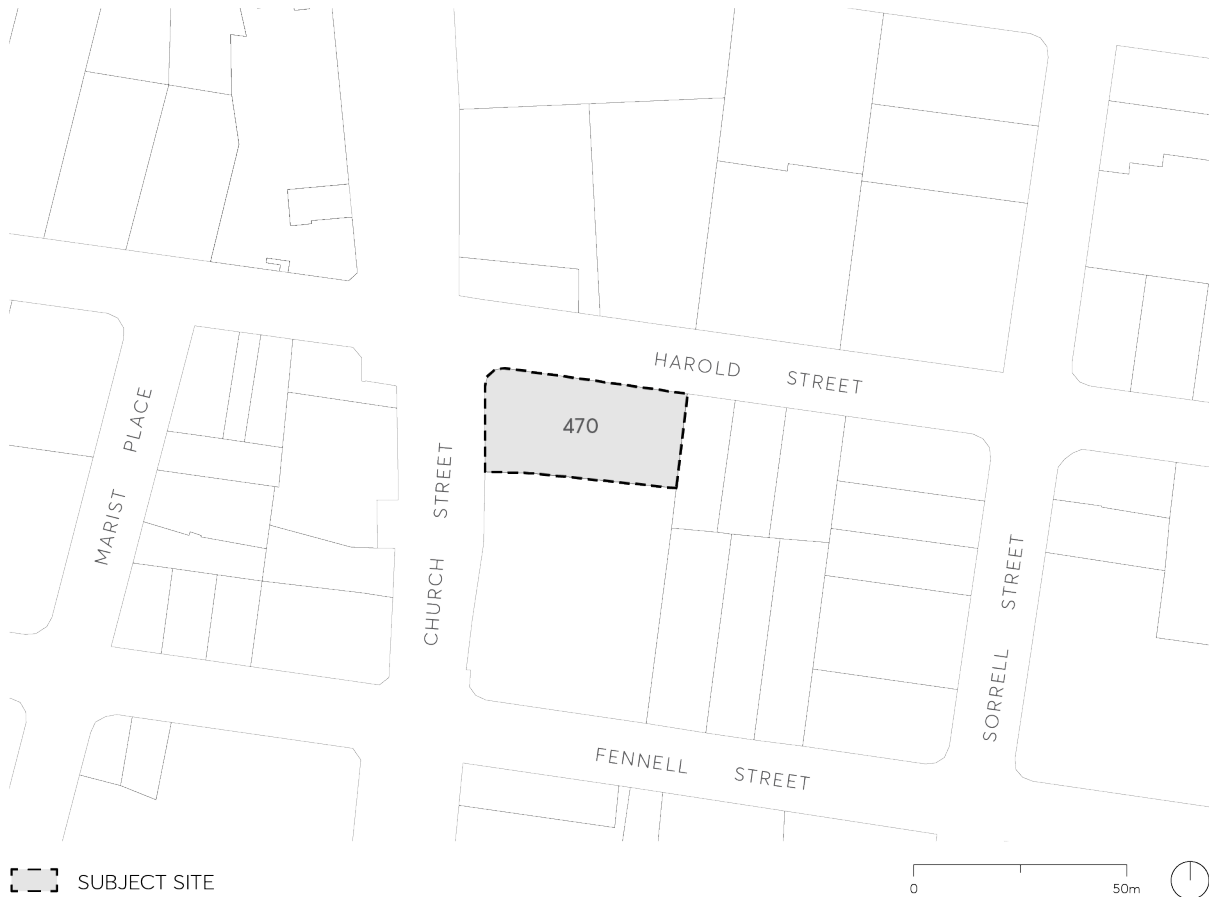 HAROLD STREET
470
MARIST PLACE
CHURCH STREET
SORRELL STREET
FENNELL STREET
SUBJECT SITE
0 50m